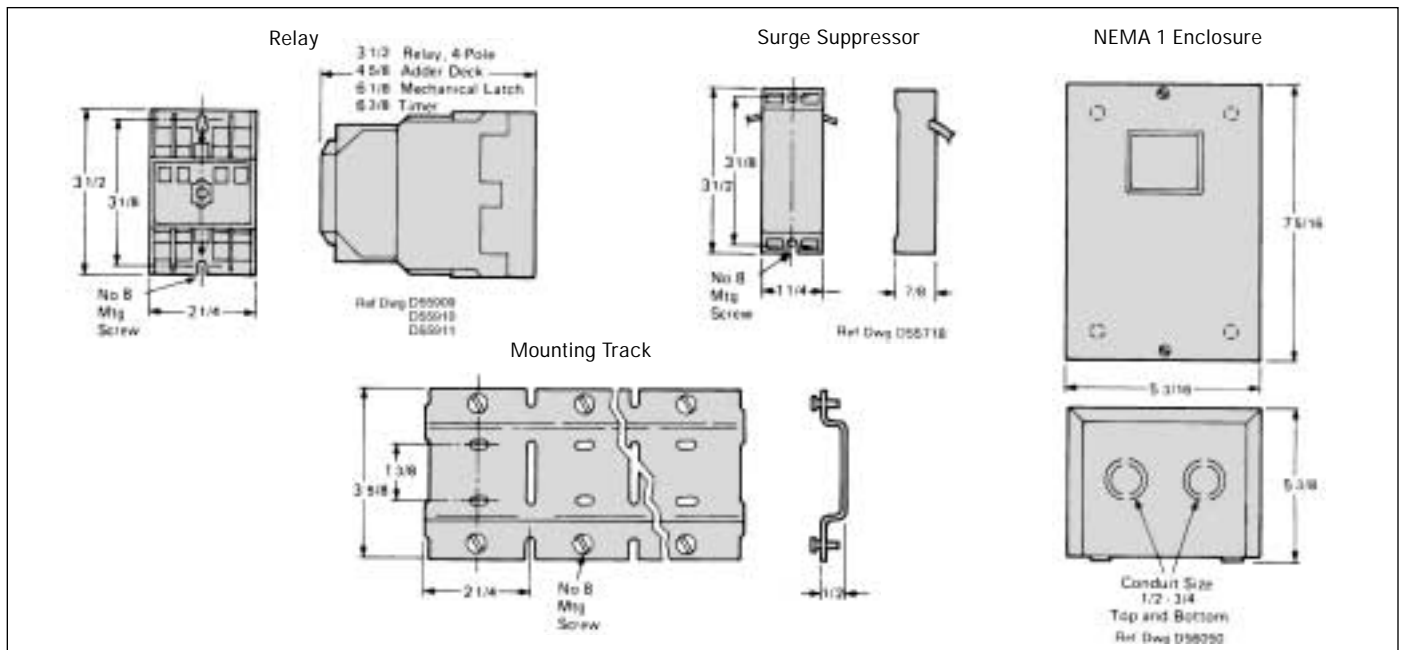 Relay
3 1/2 Relay, 4-Pole
4 5/8 Adder Deck
6 1/8 Mechanical Latch
6 3/8 Timer
3 1/2
3 1/8
No 8
Mtg
Screw
2 1/4
Ref Dwg D55909
D55910
D55911
Surge Suppressor
3 1/8
3 1/2
No 8
Mtg
Screw
1 1/4
7/8
Ref Dwg D55718
NEMA 1 Enclosure
7 5/16
5 3/16
5 3/8
Conduit Size
1/2 - 3/4
Top and Bottom
Ref Dwg D56050
Mounting Track
1 3/8
3 5/8
2 1/4
No 8
Mtg
Screw
1/2